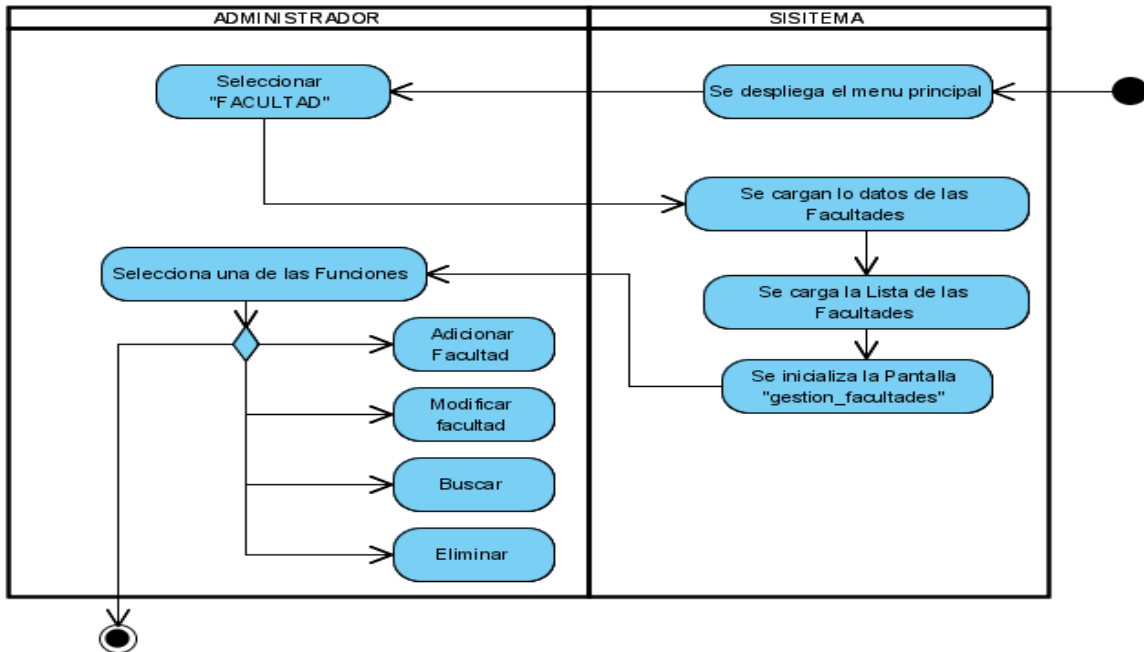 ADMINISTRADOR
SISITEMA
Seleccionar
"FACULTAD"
Se despliega el menu principal
Se cargan lo datos de las
Facultades
Selecciona una de las Funciones
Se carga la Lista de las
Facultades
Adicionar
Facultad
Se inicializa la Pantalla
"gestion_facultades"
Modificar
facultad
Buscar
Eliminar